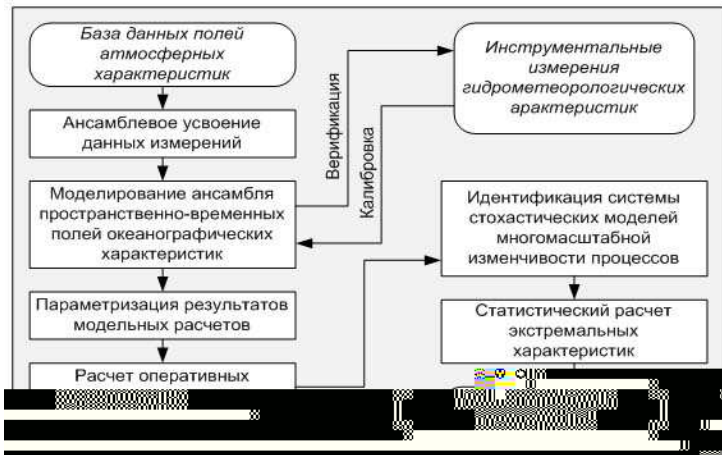 База данных полей
атмосферных
характеристик
Ансамблевое усвоение
данных измерений
Моделирование ансамбля
пространственно-временных
полей океанографических
характеристик
Параметризация результатов
модельных расчетов
Расчет оперативных
Верификация
Калибровка
Инструментальные
измерения
гидрометеорологических
арактеристик
Идентификация системы
стохастических моделей
многомасштабной
изменчивости процессов
Статистический расчет
экстремальных
характеристик